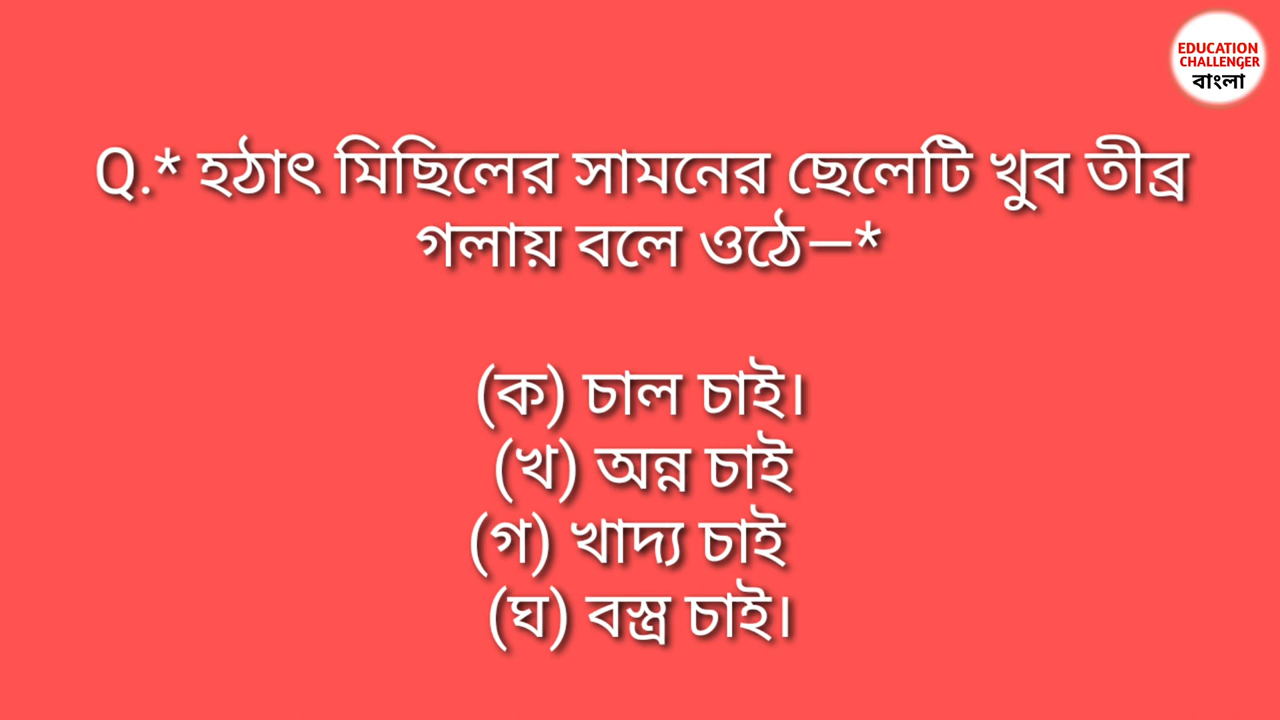 EDUCATION
CHALLENGER
বাংলা
Q.* হঠাৎ মিছিলের সামনের ছেলেটি খুব তীব্র
গলায় বলে ওঠে—*
(ক) চাল চাই।
(খ) অন্ন চাই
(গ) খাদ্য চাই
(ঘ) বস্ত্র চাই।